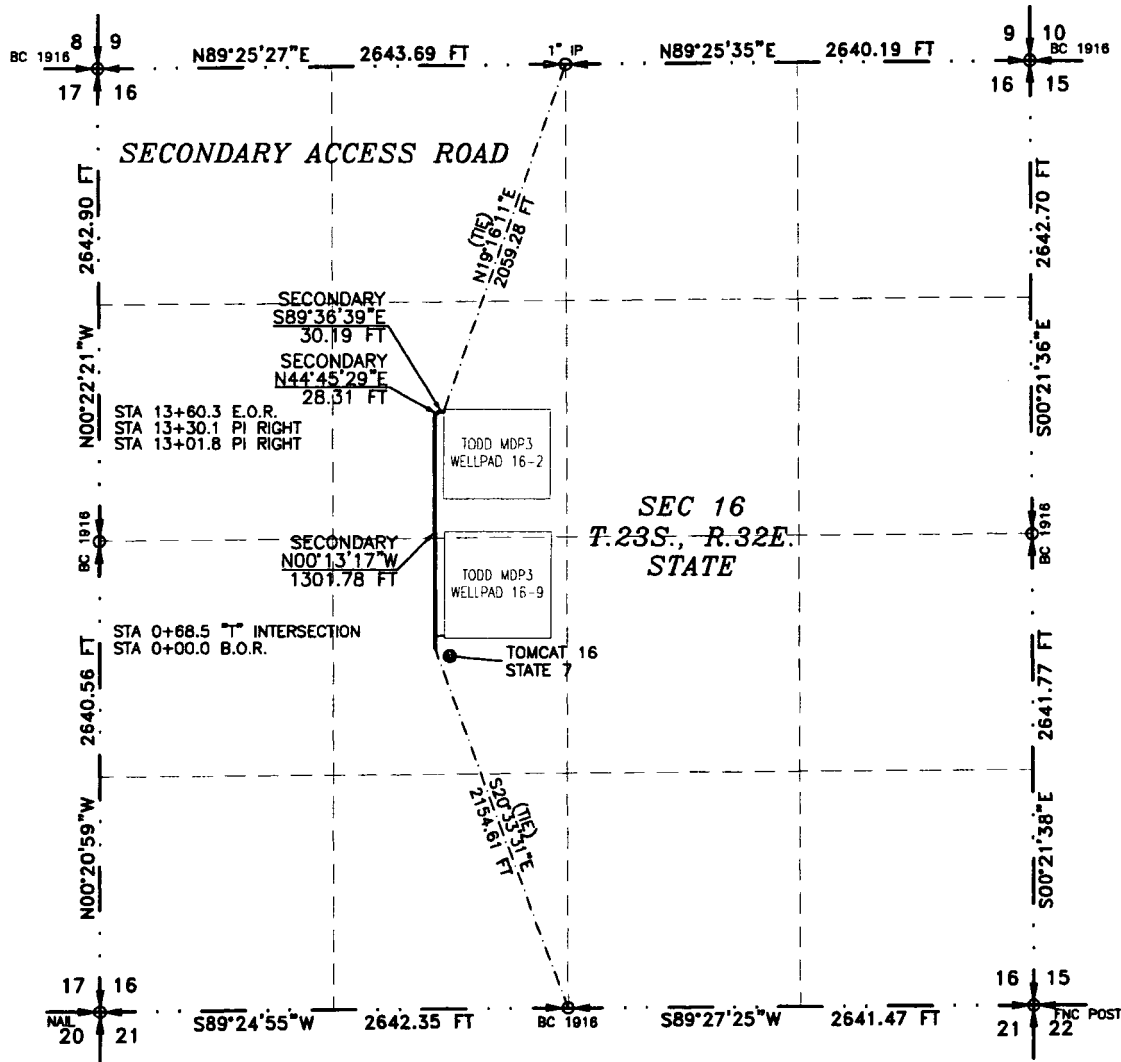 8 9
9 10
BC 1916
N89°25'27"E 2643.69 FT
1" IP
N89°25'35"E 2640.19 FT
BC 1916
17 16
16 15
SECONDARY ACCESS ROAD
2642.90 FT
2642.70 FT
(TIE)
N19°16'11"E
2059.28 FT
SECONDARY
S89°36'39"E
30.19 FT
SECONDARY
N44°45'29"E
28.31 FT
N00°22'21"W
S00°21'36"E
STA 13+60.3 E.O.R.
STA 13+30.1 PI RIGHT
STA 13+01.8 PI RIGHT
TODD MDP3
WELLPAD 16-2
SEC 16
T.23S., R.32E.
STATE
BC 1916
BC 1916
SECONDARY
N00°13'17"W
1301.78 FT
TODD MDP3
WELLPAD 16-9
STA 0+68.5 "T" INTERSECTION
STA 0+00.0 B.O.R.
TOMCAT 16
STATE 7
2640.56 FT
2641.77 FT
(TIE)
S20°33'31"E
2154.61 FT
N00°20'59"W
S00°21'38"E
17 16
16 15
NAIL
20 21
S89°24'55"W 2642.35 FT
BC 1916
S89°27'25"W 2641.47 FT
FNC POST
21 22